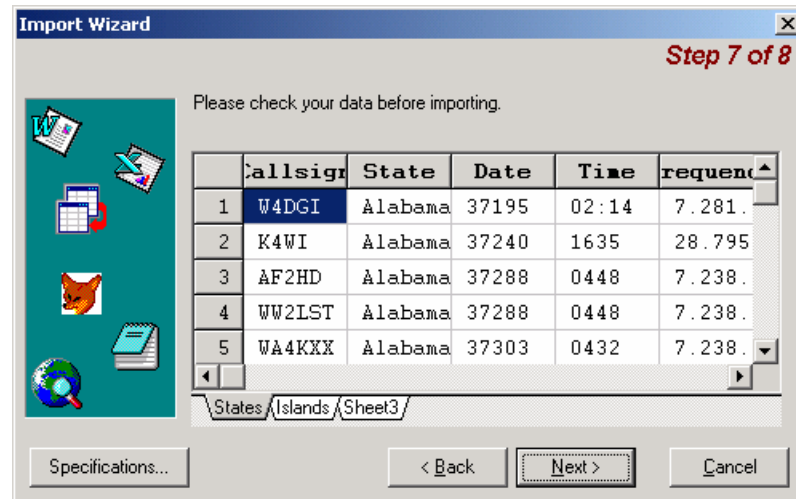 Import Wizard
Step 7 of 8
Please check your data before importing.
Callsign State Date Time requenc
1 W4DGI Alabama 37195 02:14 7.281.
2 K4WI Alabama 37240 1635 28.795
3 AF2HD Alabama 37288 0448 7.238.
4 WW2LST Alabama 37288 0448 7.238.
5 WA4KXX Alabama 37303 0432 7.238.
States Islands Sheet3
Specifications... < Back Next > Cancel